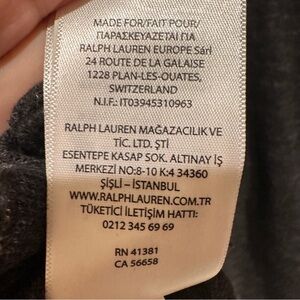 MADE FOR/FAIT POUR/
ΠΑΡΑΣΚΕΥΑΖΕΤΑΙ ΓΙΑ
RALPH LAUREN EUROPE Sárl
24 ROUTE DE LA GALAISE
1228 PLAN-LES-OUATES,
SWITZERLAND
N.I.F.: IT03945310963
RALPH LAUREN MAĞAZACILIK VE
TİC. LTD. ŞTİ
ESENTEPE KASAP SOK. ALTINAY İŞ
MERKEZİ NO:8-10 K:4 34360
ŞİŞLİ – İSTANBUL
WWW.RALPHLAUREN.COM.TR
TÜKETİCİ İLETİŞİM HATTI:
0212 345 69 69
RN 41381
CA 56658